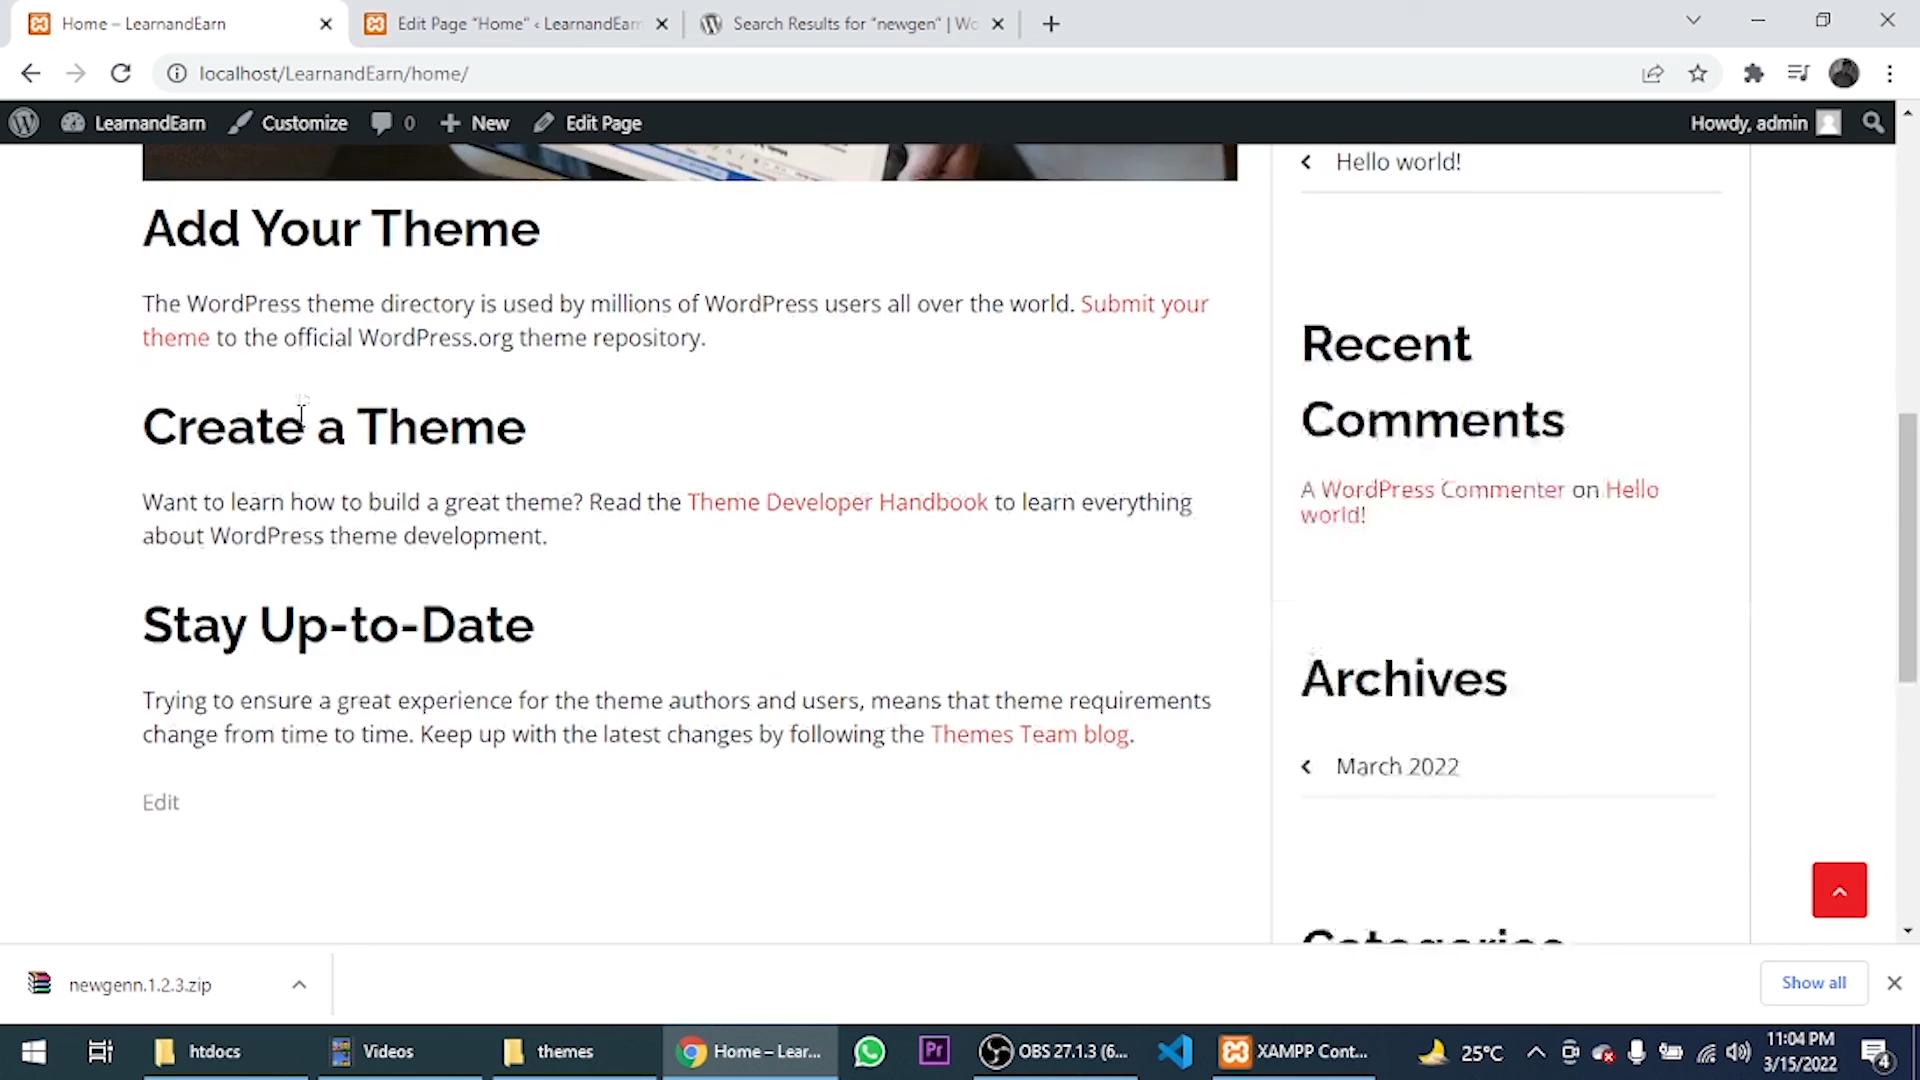 Home – LearnandEarn
Edit Page “Home” ‹ LearnandEarn
Search Results for “newgen” | Wo
localhost/LearnandEarn/home/
LearnandEarn
Customize
0
New
Edit Page
Howdy, admin
Add Your Theme
The WordPress theme directory is used by millions of WordPress users all over the world. Submit your
theme to the official WordPress.org theme repository.
Create a Theme
Want to learn how to build a great theme? Read the Theme Developer Handbook to learn everything
about WordPress theme development.
Stay Up-to-Date
Trying to ensure a great experience for the theme authors and users, means that theme requirements
change from time to time. Keep up with the latest changes by following the Themes Team blog.
Edit
Hello world!
Recent
Comments
A WordPress Commenter on Hello
world!
Archives
March 2022
Categories
newgenn.1.2.3.zip
Show all
htdocs
Videos
themes
Home – Lear...
Pr
OBS 27.1.3 (6...
XAMPP Cont...
25°C
11:04 PM
3/15/2022
4